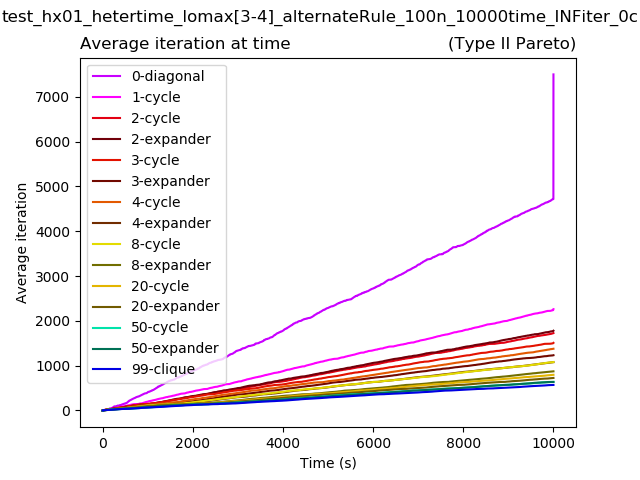 test_hx01_hetertime_lomax[3-4]_alternateRule_100n_10000time_INFiter_0c
Average iteration at time
(Type II Pareto)
Average iteration
7000
6000
5000
4000
3000
2000
1000
0
0-diagonal
1-cycle
2-cycle
2-expander
3-cycle
3-expander
4-cycle
4-expander
8-cycle
8-expander
20-cycle
20-expander
50-cycle
50-expander
99-clique
0 2000 4000 6000 8000 10000
Time (s)